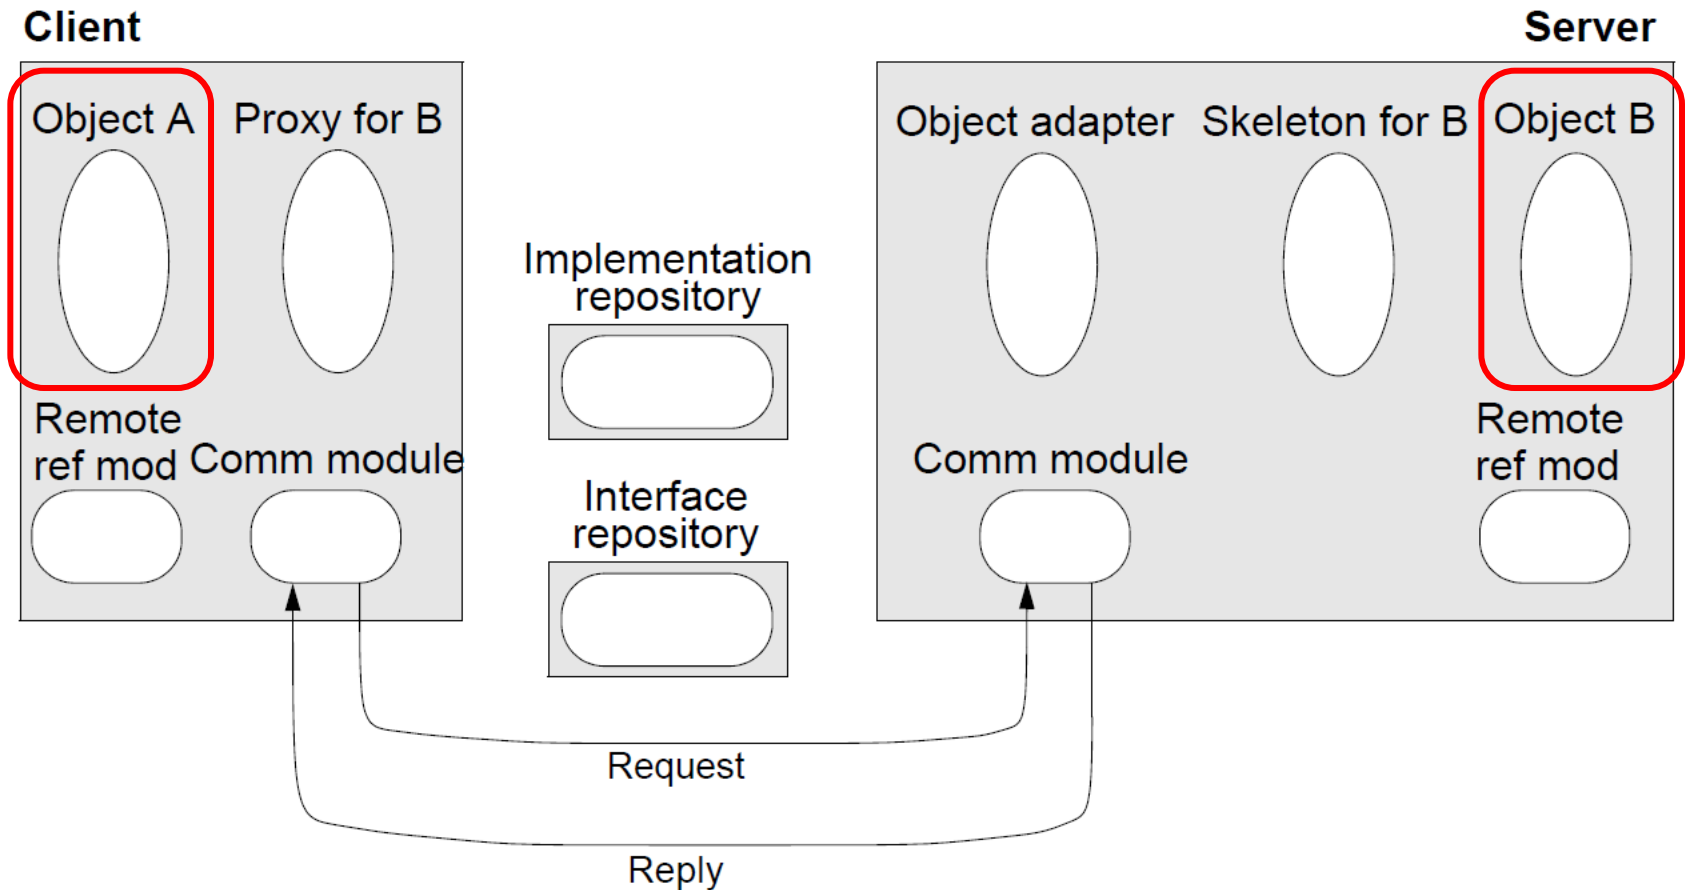 Client
Server
Object A
Proxy for B
Object adapter
Skeleton for B
Object B
Implementation
repository
Remote
ref mod
Comm module
Interface
repository
Comm module
Remote
ref mod
Request
Reply